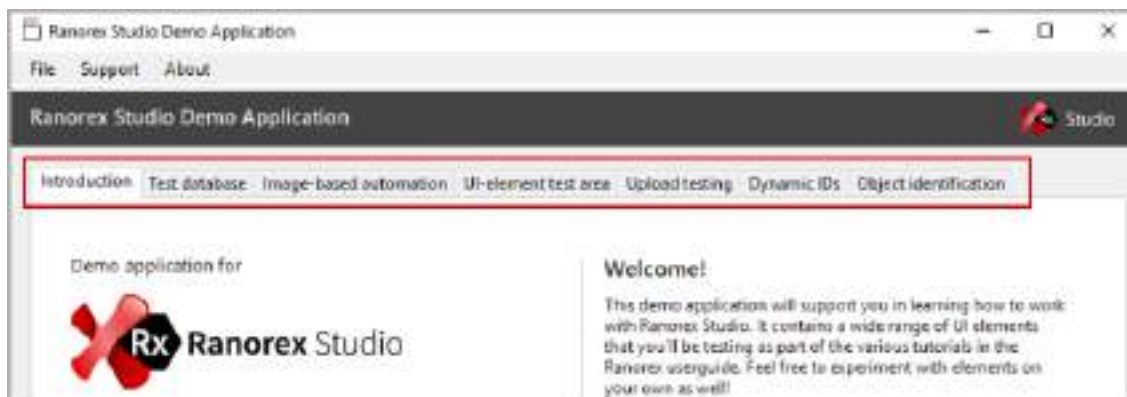 Ranorex Studio Demo Application
File Support About
Ranorex Studio Demo Application
Studio
Introduction Test database Image-based automation UI-element test area Upload testing Dynamic IDs Object identification
Demo application for
Rx Ranorex Studio
Welcome!
This demo application will support you in learning how to work
with Ranorex Studio. It contains a wide range of UI elements
that you'll be testing as part of the various tutorials in the
Ranorex userguide. Feel free to experiment with elements on
your own as well!